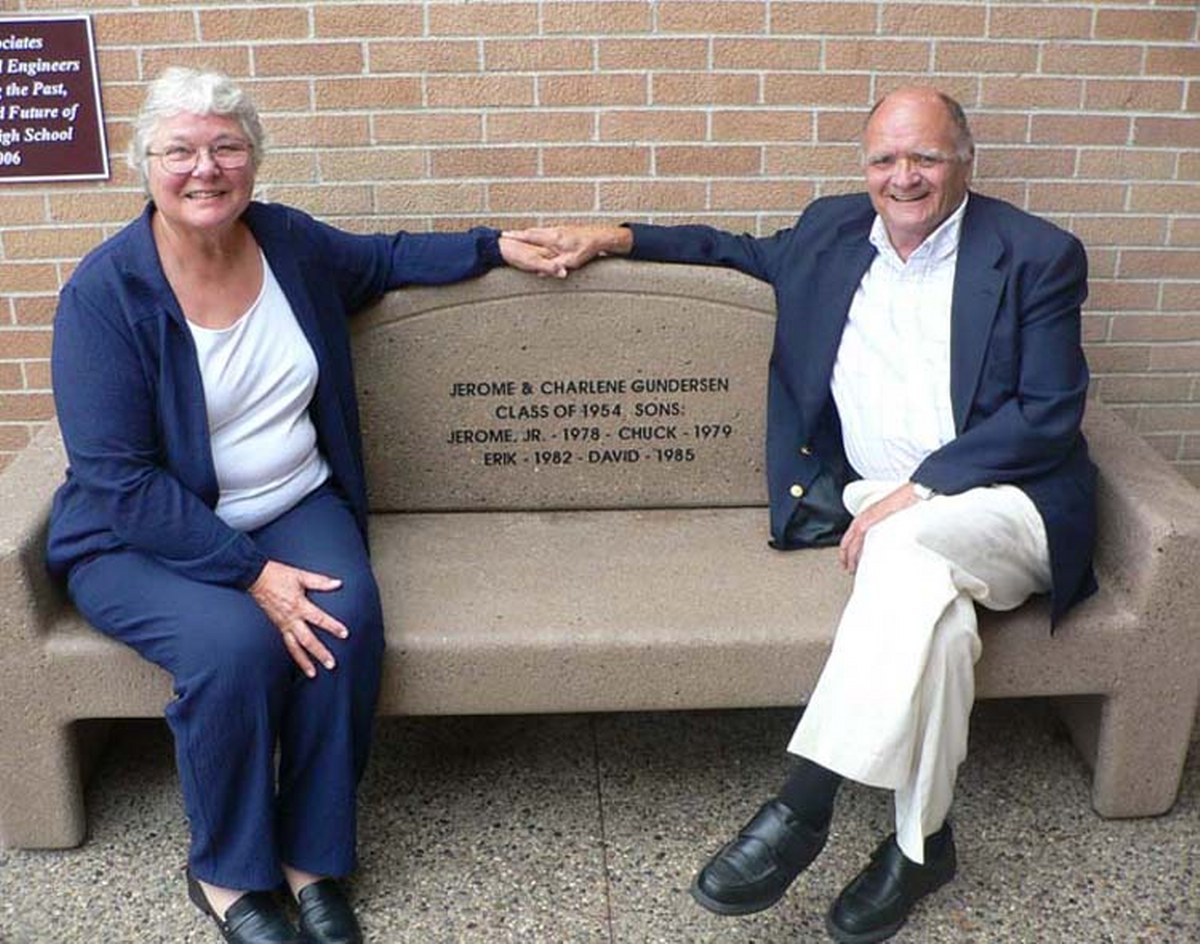 ociates
Engineers
the Past,
Future of
igh School
006
JEROME & CHARLENE GUNDERSEN
CLASS OF 1954 SONS:
JEROME, JR. - 1978 - CHUCK - 1979
ERIK - 1982 - DAVID - 1985